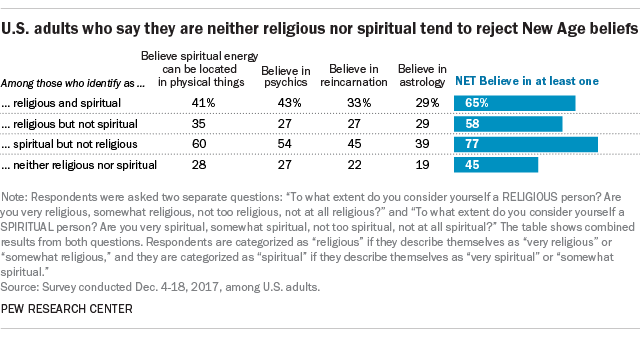 U.S. adults who say they are neither religious nor spiritual tend to reject New Age beliefs
Believe spiritual energy
can be located
in physical things
Believe in
psychics
Believe in
reincarnation
Believe in
astrology
Among those who identify as ...
NET Believe in at least one
... religious and spiritual 41% 43% 33% 29% 65%
... religious but not spiritual 35 27 27 29 58
... spiritual but not religious 60 54 45 39 77
... neither religious nor spiritual 28 27 22 19 45
Note: Respondents were asked two separate questions: “To what extent do you consider yourself a RELIGIOUS person? Are
you very religious, somewhat religious, not too religious, not at all religious?” and “To what extent do you consider yourself a
SPIRITUAL person? Are you very spiritual, somewhat spiritual, not too spiritual, not at all spiritual?” The table shows combined
results from both questions. Respondents are categorized as “religious” if they describe themselves as “very religious” or
“somewhat religious,” and they are categorized as “spiritual” if they describe themselves as “very spiritual” or “somewhat
spiritual.”
Source: Survey conducted Dec. 4-18, 2017, among U.S. adults.
PEW RESEARCH CENTER